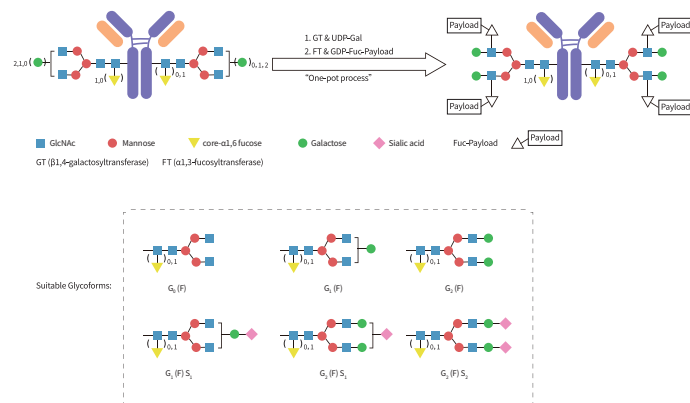 Payload
Payload
1. GT & UDP-Gal
2. FT & GDP-Fuc-Payload
2,1,0 ( ) 1,0 ( ) ( ) 0, 1 ( ) 0, 1, 2
"One-pot process"
1,0 ( ) ( ) 0, 1
Payload
Payload
GlcNAc
Mannose
core-α1,6 fucose
Galactose
Sialic acid
Fuc-Payload
Payload
GT (β1,4-galactosyltransferase) FT (α1,3-fucosyltransferase)
( ) 0, 1
( ) 0, 1
( ) 0, 1
Suitable Glycoforms:
G0 (F)
G1 (F)
G2 (F)
( ) 0, 1
( ) 0, 1
( ) 0, 1
G1 (F) S1
G2 (F) S1
G2 (F) S2